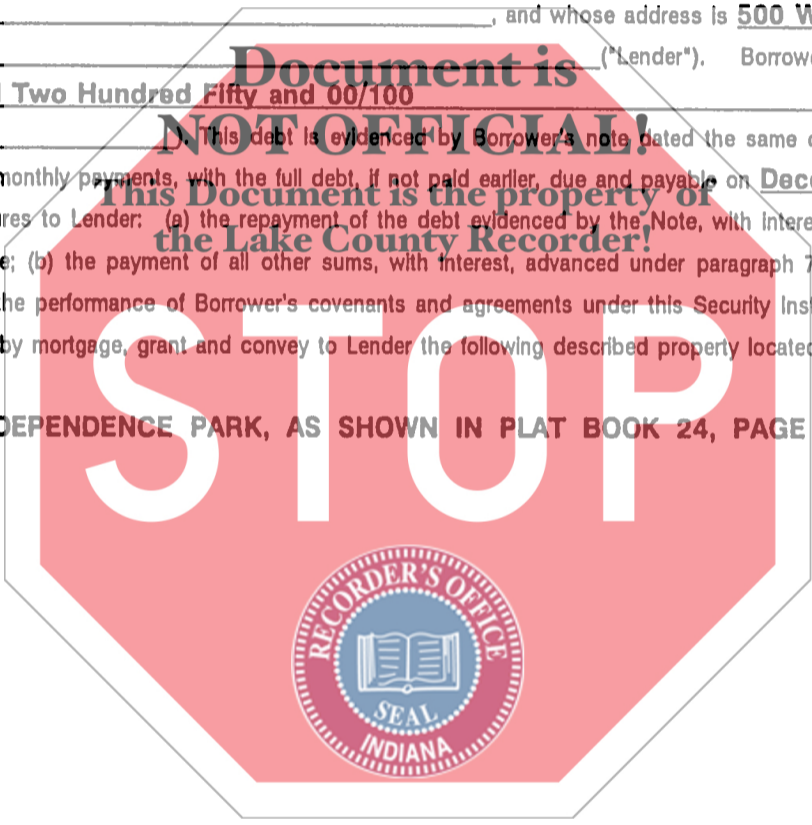 , and whose address is 500 W
("Lender"). Borrowe
Document is
Two Hundred Fifty and 00/100
NOT OFFICIAL!
). This debt is evidenced by Borrower's note dated the same d
monthly payments, with the full debt, if not paid earlier, due and payable on Dece
This Document is the property of
res to Lender: (a) the repayment of the debt evidenced by the Note, with intere
the Lake County Recorder!
e; (b) the payment of all other sums, with interest, advanced under paragraph 7
he performance of Borrower's covenants and agreements under this Security Inst
by mortgage, grant and convey to Lender the following described property located
DEPENDENCE PARK, AS SHOWN IN PLAT BOOK 24, PAGE
STOP
RECORDER'S OFFICE
SEAL
INDIANA